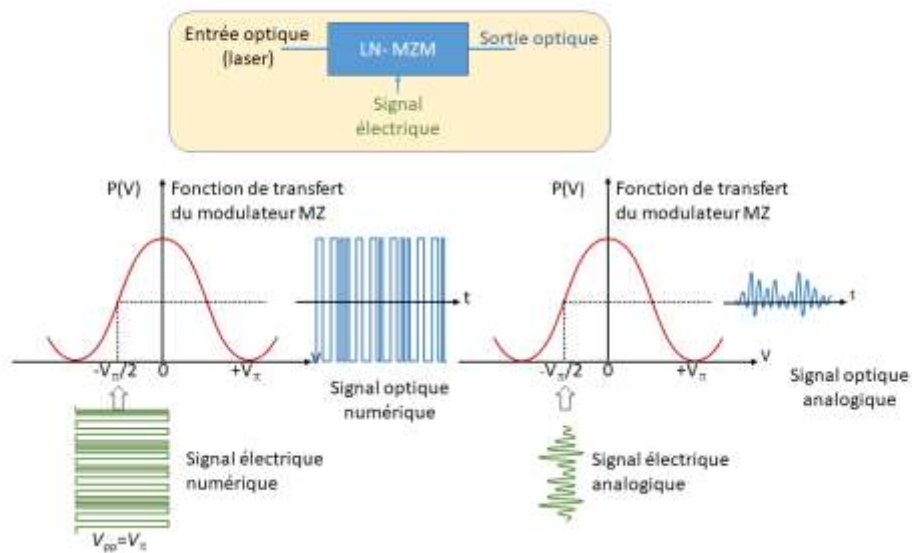 Entrée optique
(laser)
LN- MZM
Sortie optique
Signal
électrique
P(V)
Fonction de transfert
du modulateur MZ
t
V
-Vπ/2
0
+Vπ
Signal optique
numérique
Signal électrique
numérique
Vpp=Vπ
P(V)
Fonction de transfert
du modulateur MZ
t
V
-Vπ/2
0
+Vπ
Signal optique
analogique
Signal électrique
analogique